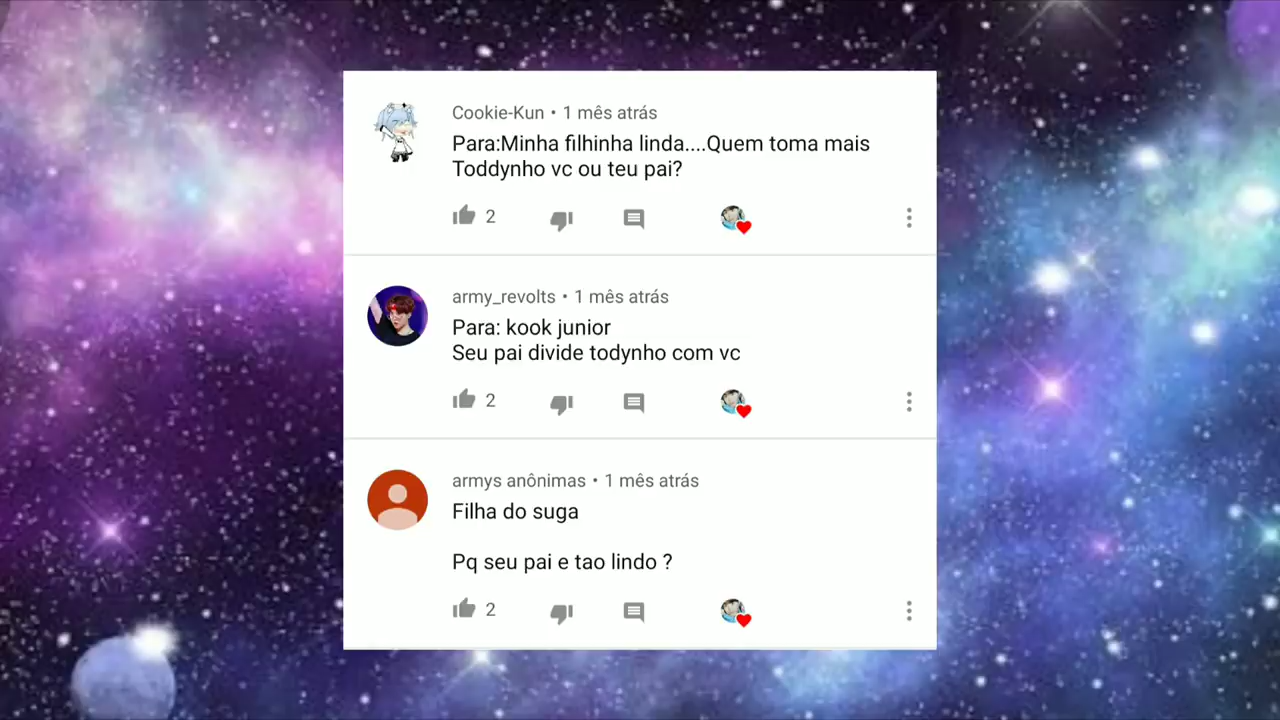 Cookie-Kun • 1 mês atrás
Para:Minha filhinha linda....Quem toma mais
Toddynho vc ou teu pai?
2
army_revolts • 1 mês atrás
Para: kook junior
Seu pai divide todynho com vc
2
armys anônimas • 1 mês atrás
Filha do suga
Pq seu pai e tao lindo ?
2